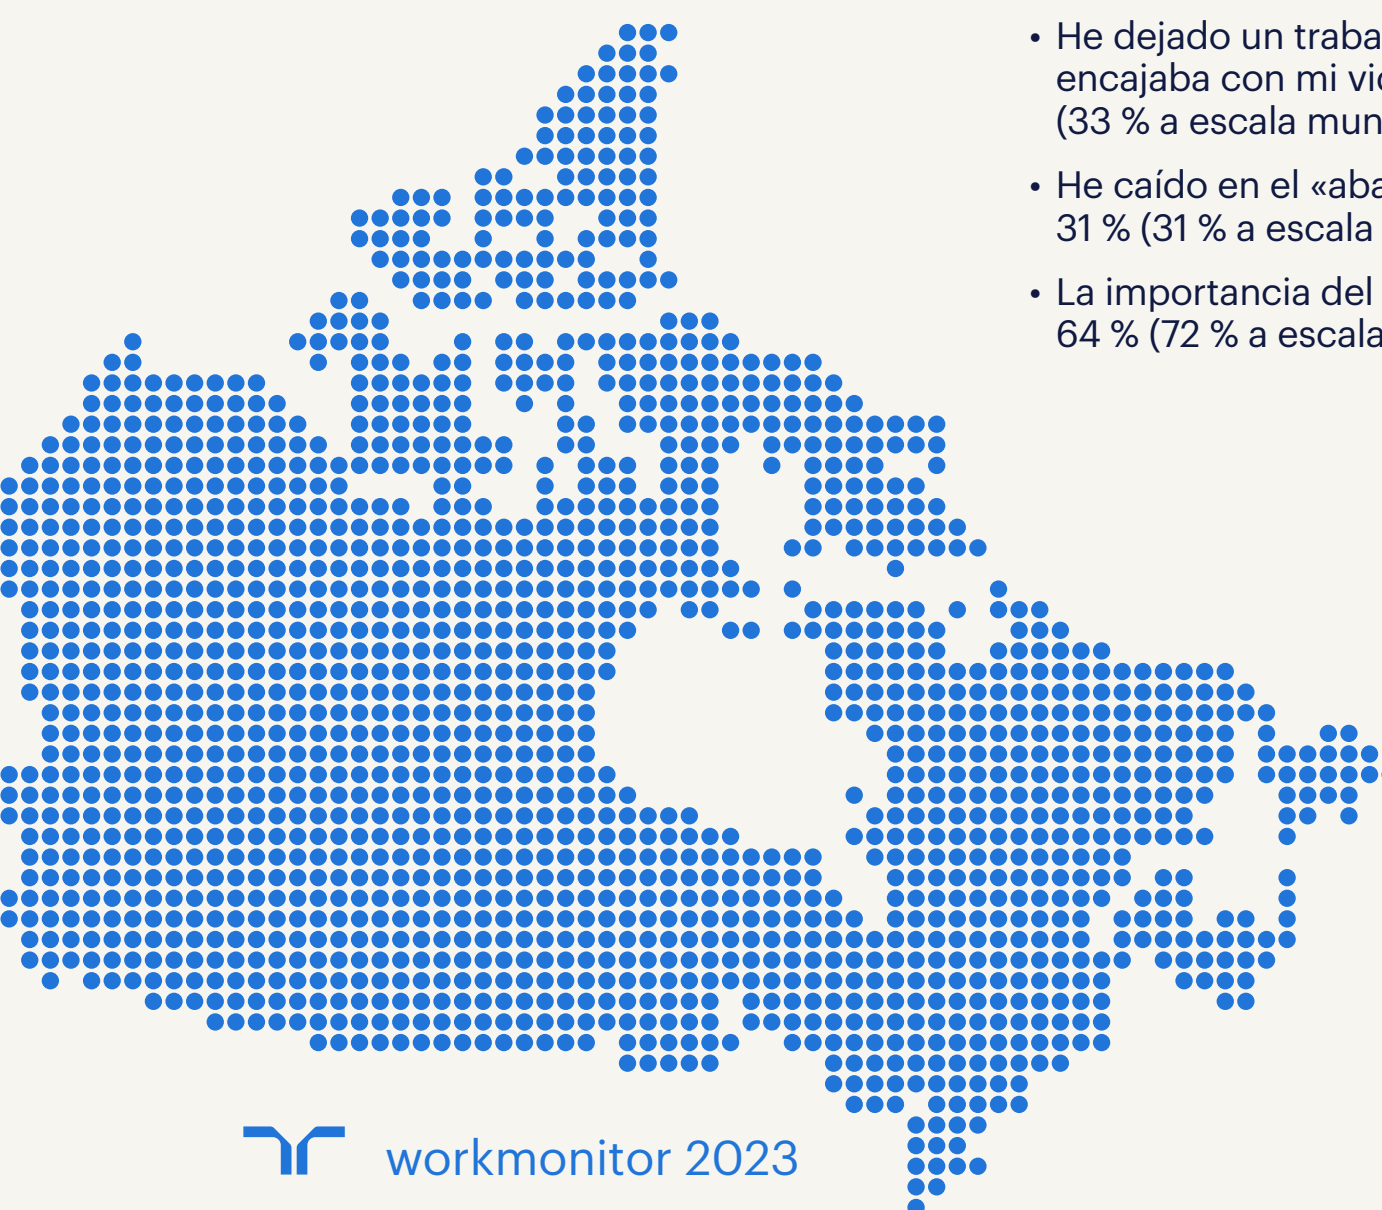 • He dejado un traba
encajaba con mi vi
(33 % a escala mun
• He caído en el «aba
31 % (31 % a escala
• La importancia del
64 % (72 % a escala
workmonitor 2023